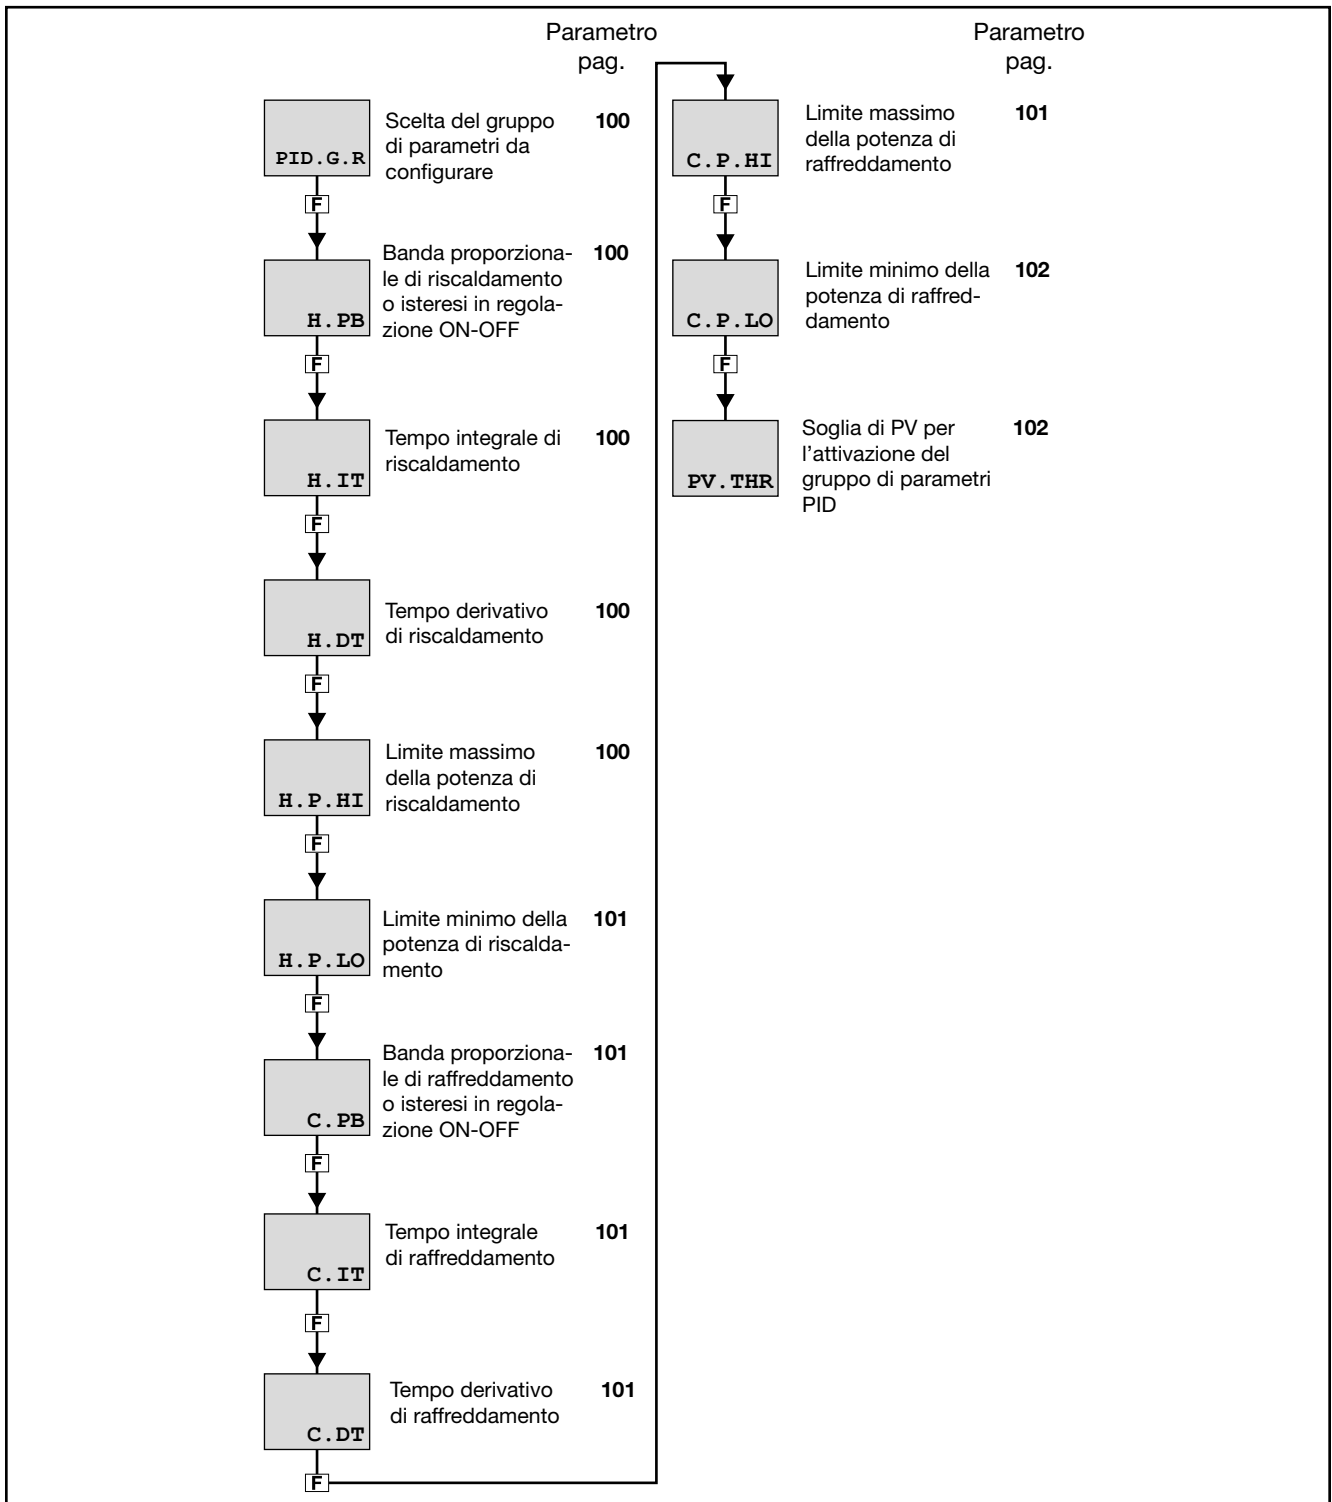 Parametro
pag.
PID.G.R
Scelta del gruppo
di parametri da
configurare
100
F
H.PB
Banda proporziona-
le di riscaldamento
o isteresi in regola-
zione ON-OFF
100
F
H.IT
Tempo integrale di
riscaldamento
100
F
H.DT
Tempo derivativo
di riscaldamento
100
F
H.P.HI
Limite massimo
della potenza di
riscaldamento
100
F
H.P.LO
Limite minimo della
potenza di riscalda-
mento
101
F
C.PB
Banda proporziona-
le di raffreddamento
o isteresi in regola-
zione ON-OFF
101
F
C.IT
Tempo integrale
di raffreddamento
101
F
C.DT
Tempo derivativo
di raffreddamento
101
F
Parametro
pag.
C.P.HI
Limite massimo
della potenza di
raffreddamento
101
F
C.P.LO
Limite minimo della
potenza di raffred-
damento
102
F
PV.THR
Soglia di PV per
l'attivazione del
gruppo di parametri
PID
102